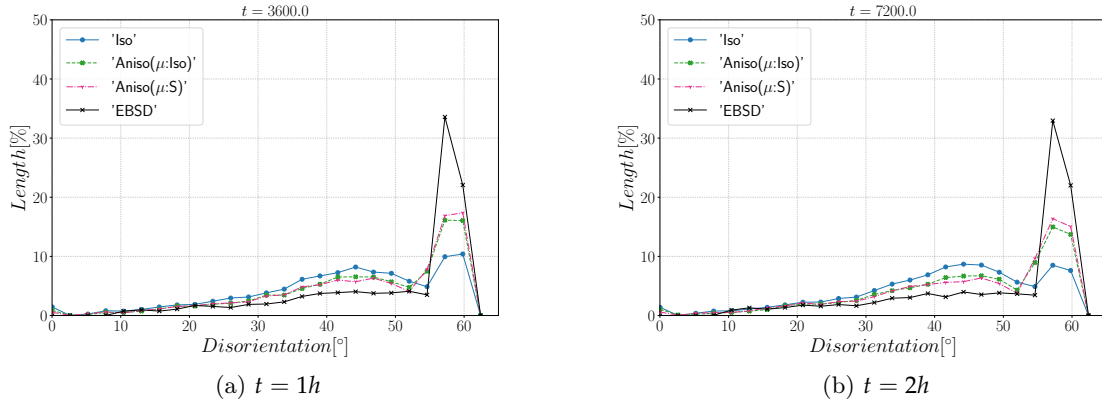 t = 3600.0
50
40
30
20
10
0
Length[%]
'Iso'
'Aniso(μ:Iso)'
'Aniso(μ:S)'
'EBSD'
0 10 20 30 40 50 60
Disorientation[°]
(a) t = 1h
t = 7200.0
50
40
30
20
10
0
Length[%]
'Iso'
'Aniso(μ:Iso)'
'Aniso(μ:S)'
'EBSD'
0 10 20 30 40 50 60
Disorientation[°]
(b) t = 2h